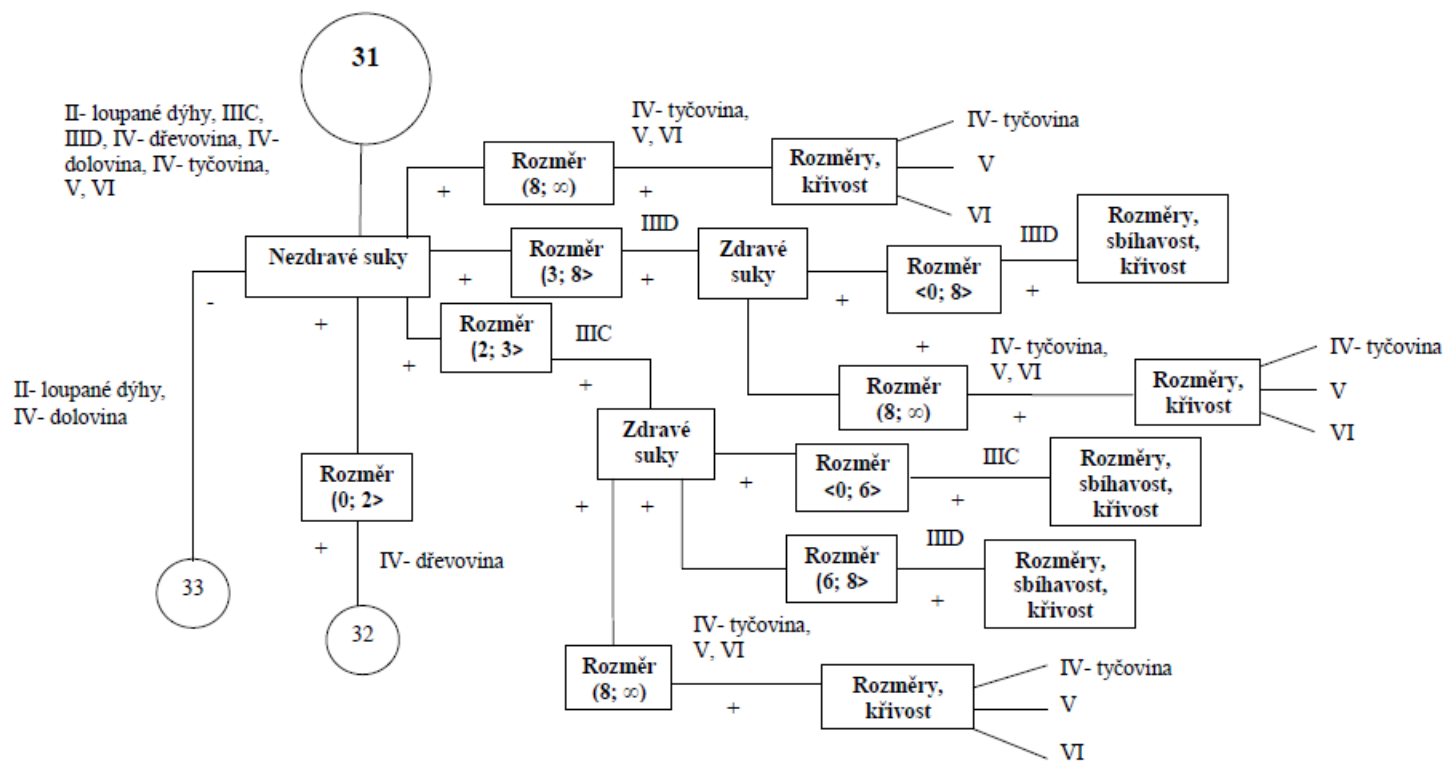 31
II- loupané dýhy, IIIC,
IIID, IV- dřevovina, IV-
dolovina, IV- tyčovina,
V, VI
IV- tyčovina,
V, VI
IV- tyčovina
V
VI
Rozměr
(8; ∞)
+
+
Rozměry,
křivost
Nezdravé suky
-
+
+
Rozměr
(3; 8>
IIID
+
Zdravé
suky
+
Rozměr
<0; 8>
IIID
+
Rozměry,
sbíhavost,
křivost
+
Rozměr
(2; 3>
IIIC
+
+
Rozměr
(8; ∞)
IV- tyčovina,
V, VI
+
Rozměry,
křivost
IV- tyčovina
V
VI
II- loupané dýhy,
IV- dolovina
Zdravé
suky
+
Rozměr
<0; 6>
IIIC
+
Rozměry,
sbíhavost,
křivost
Rozměr
(0; 2>
+
IV- dřevovina
33
32
+
+
Rozměr
(6; 8>
IIID
+
Rozměry,
sbíhavost,
křivost
Rozměr
(8; ∞)
IV- tyčovina,
V, VI
+
Rozměry,
křivost
IV- tyčovina
V
VI